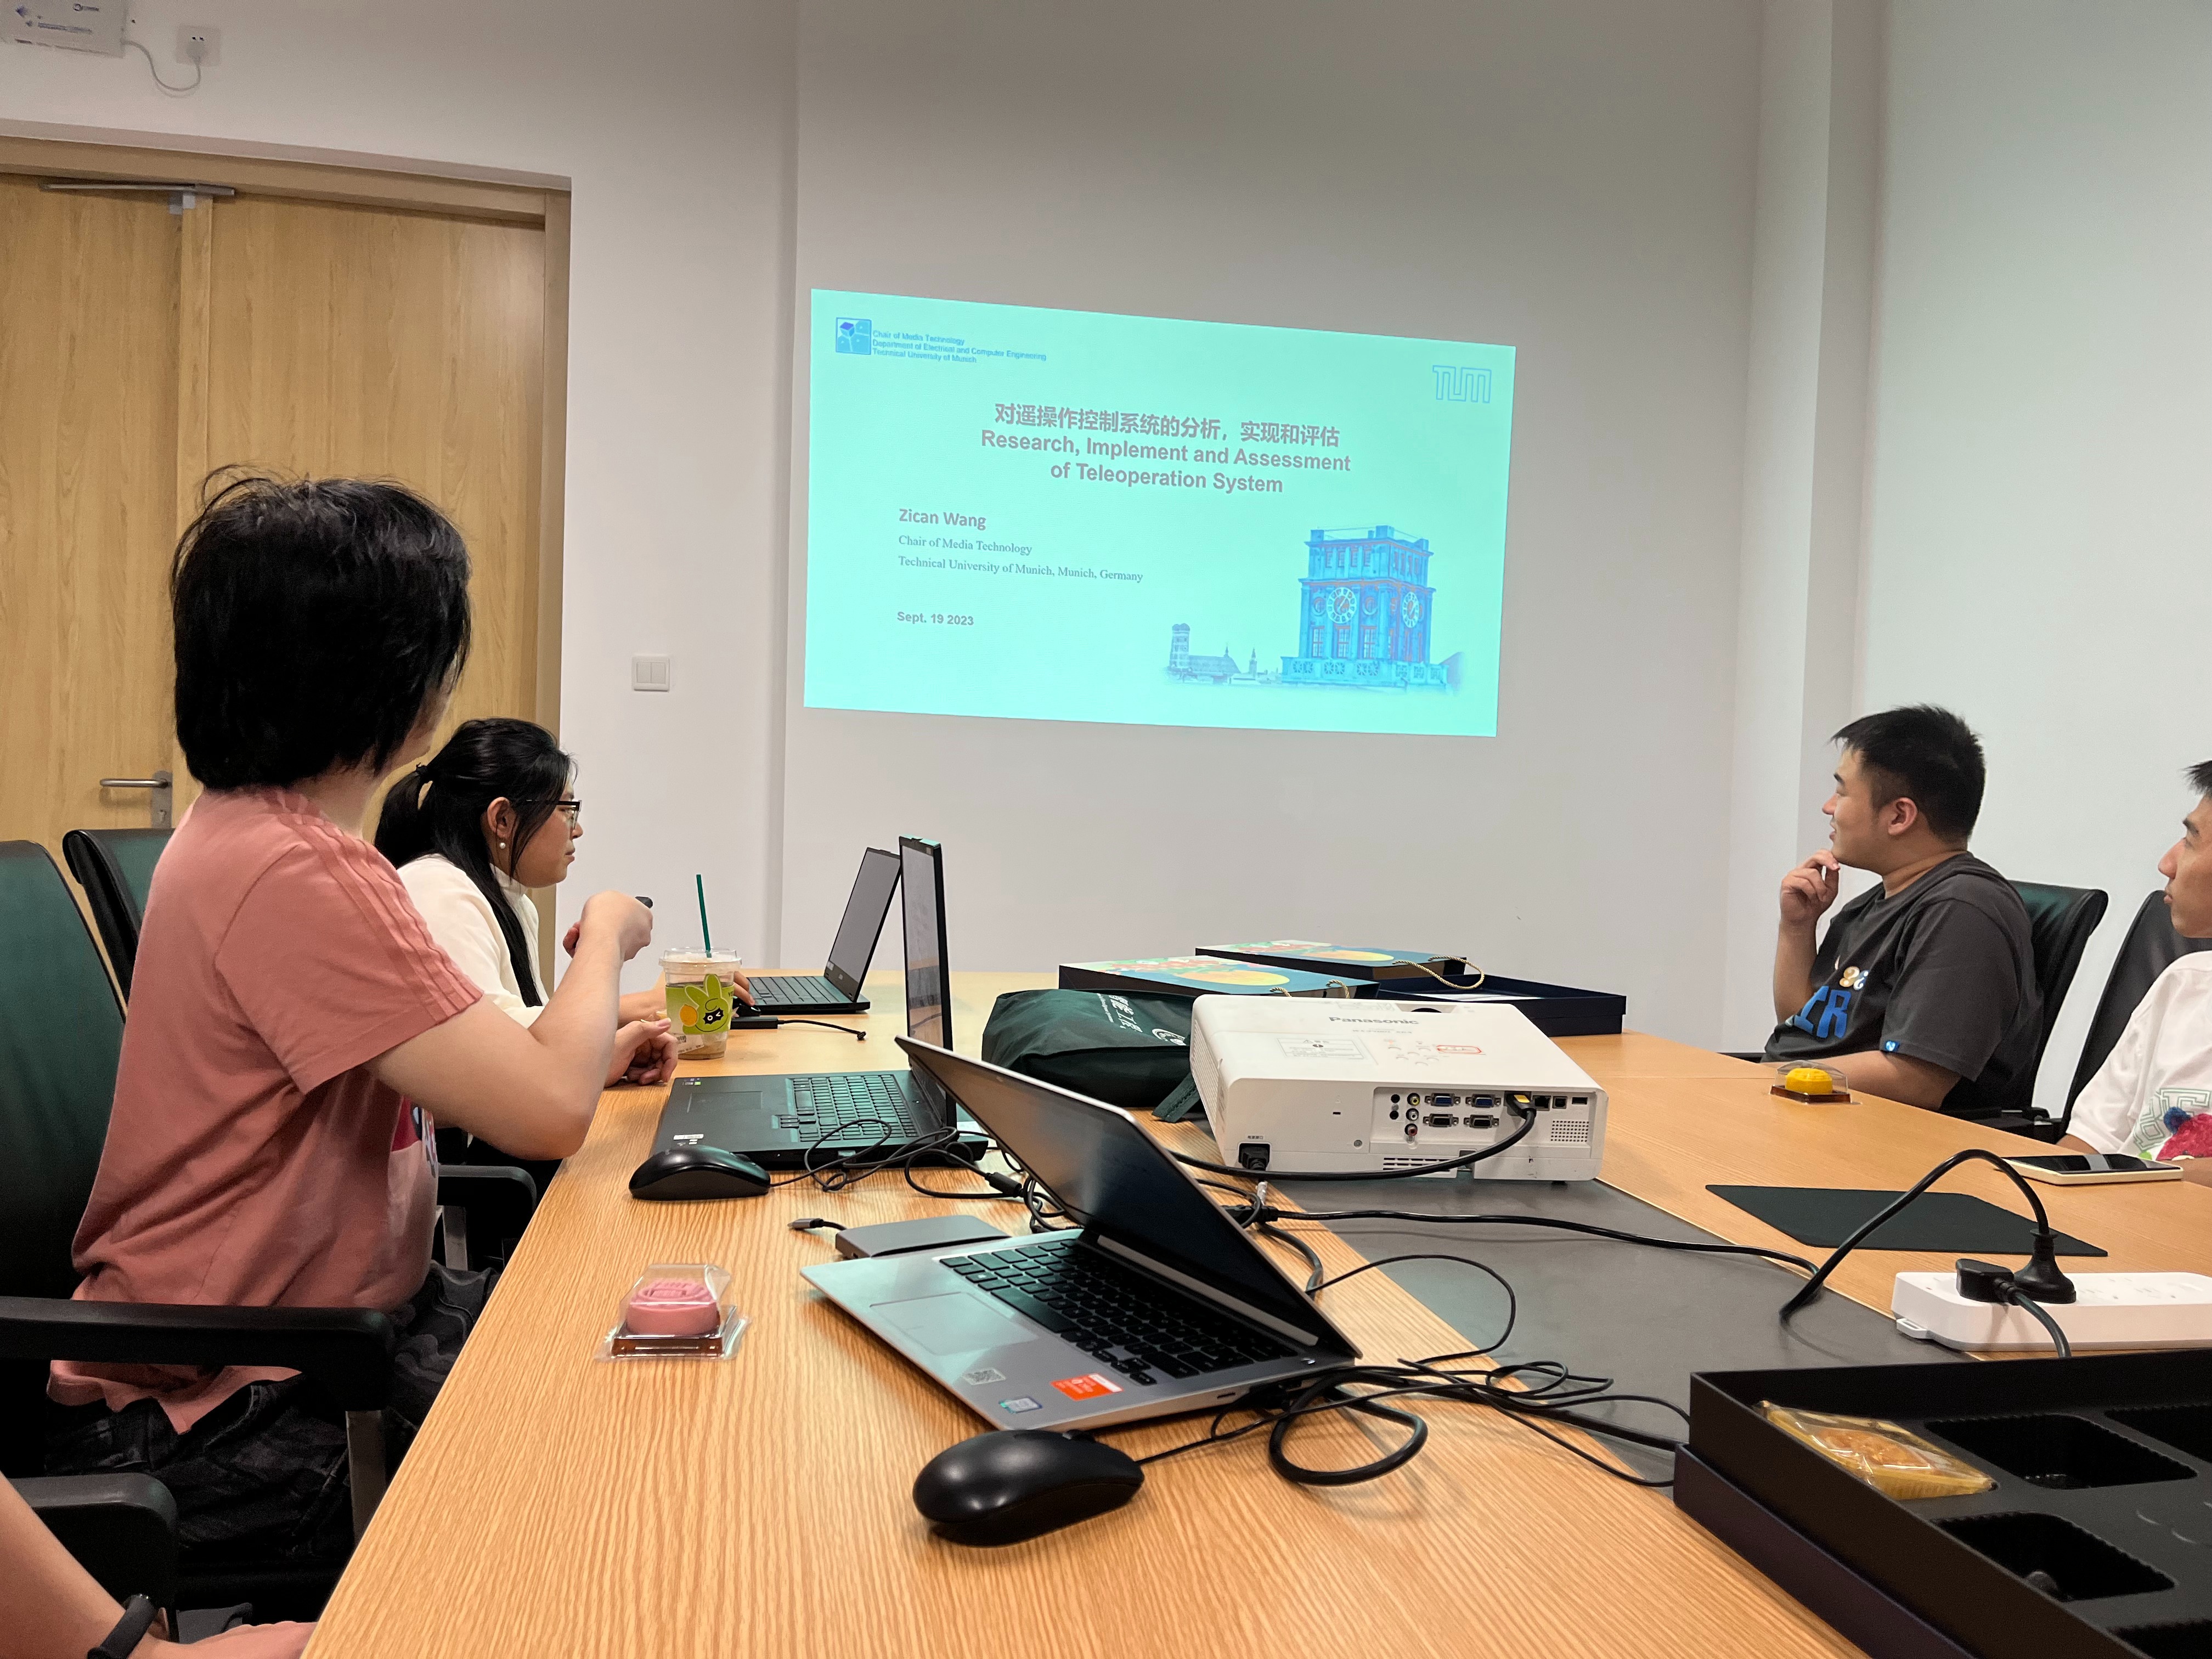 Chair of Media Technology
Department of Electrical and Computer Engineering
Technical University of Munich
TUM
对遥操作控制系统的分析，实现和评估
Research, Implement and Assessment
of Teleoperation System
Zican Wang
Chair of Media Technology
Technical University of Munich, Munich, Germany
Sept. 19 2023
Panasonic